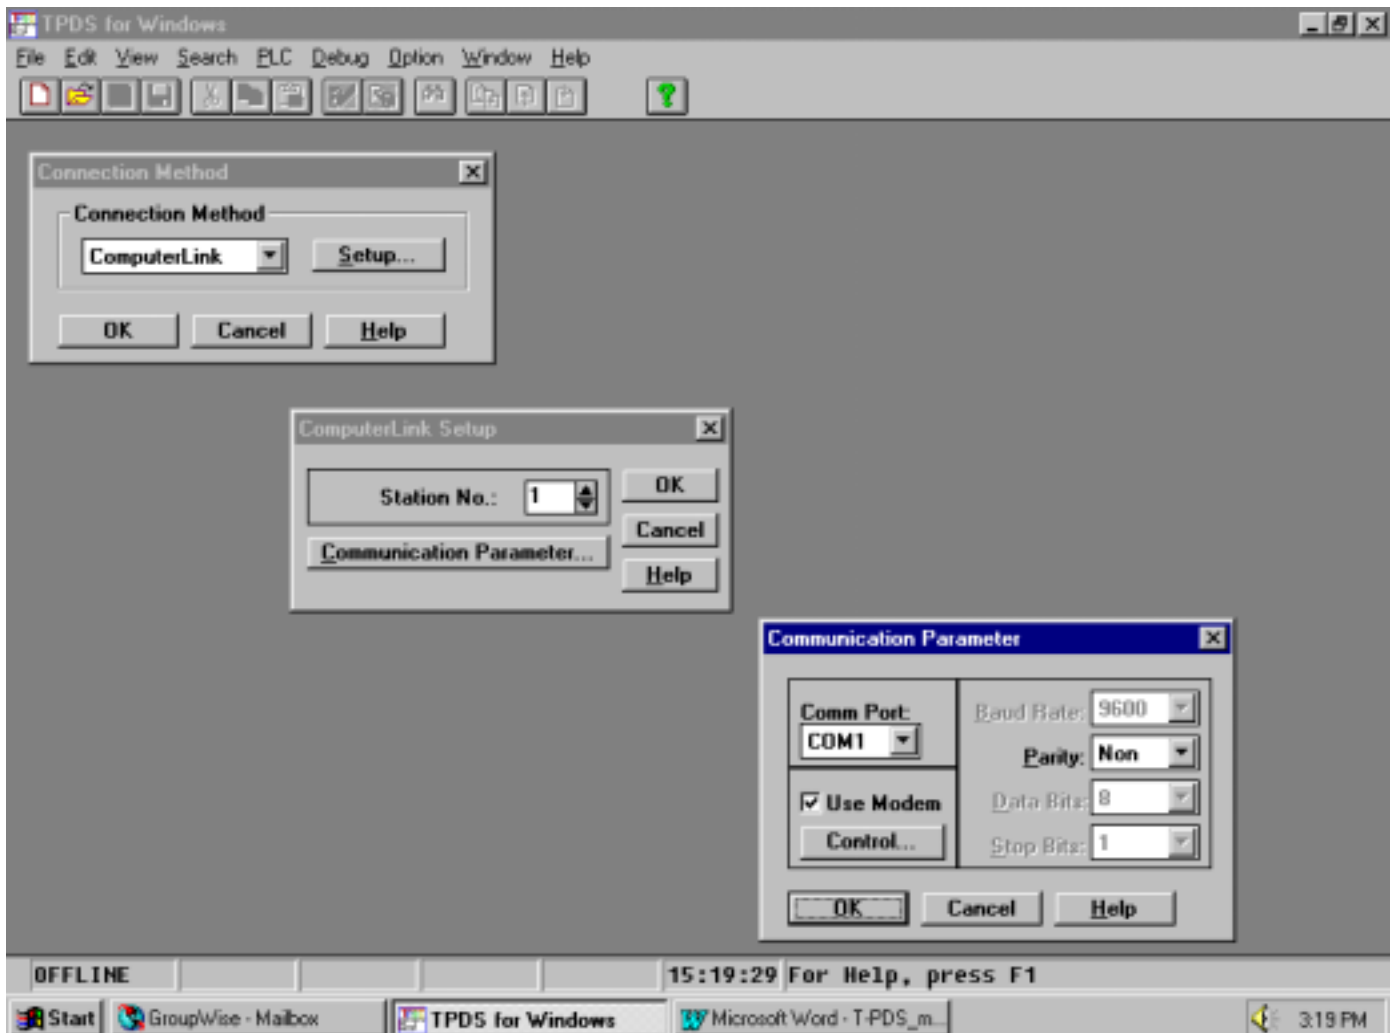 TPDS for Windows
File Edit View Search PLC Debug Option Window Help
Connection Method
Connection Method
ComputerLink Setup...
OK Cancel Help
ComputerLink Setup
Station No.: 1 OK
Communication Parameter... Cancel
Help
Communication Parameter
Comm Port: Baud Rate: 9600
COM1 Parity: Non
Use Modem Data Bits: 8
Control... Stop Bits: 1
OK Cancel Help
OFFLINE 15:19:29 For Help, press F1
Start GroupWise - Mailbox TPDS for Windows Microsoft Word - T-PDS_m... 3:19 PM